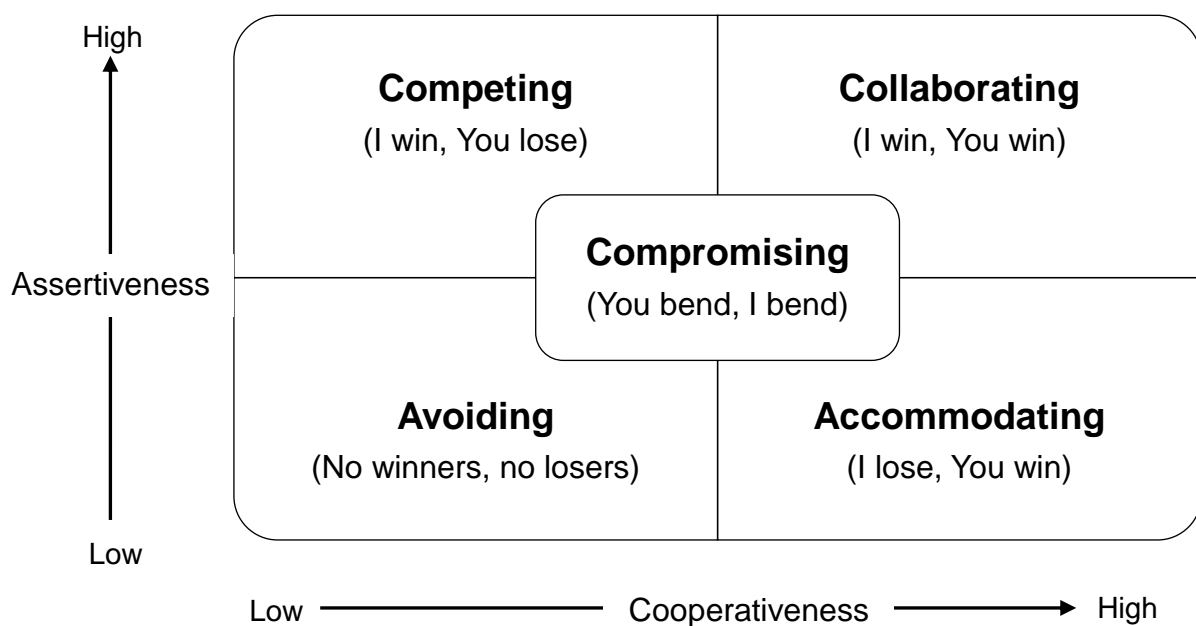 High
Competing
(I win, You lose)
Collaborating
(I win, You win)
Assertiveness
Compromising
(You bend, I bend)
Avoiding
(No winners, no losers)
Accommodating
(I lose, You win)
Low
Low
Cooperativeness
High